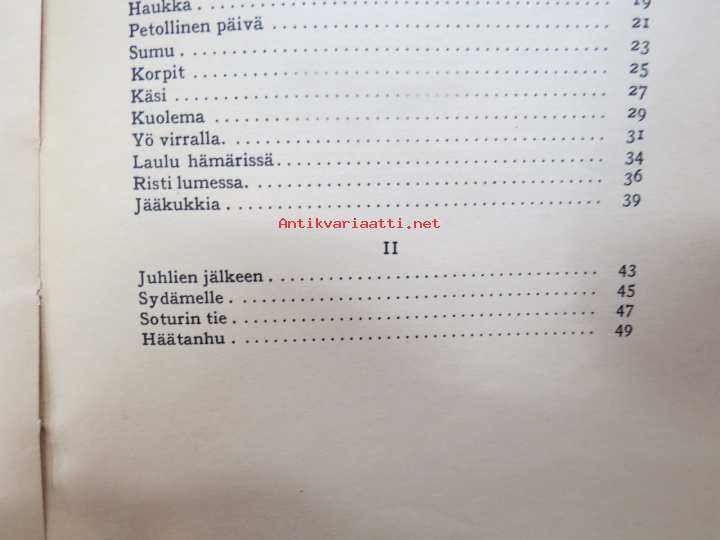 Haukka . . . . . . . . . . . . . . . . . . . . . . . . . . . . . . . . . . . . . 19
Petollinen päivä . . . . . . . . . . . . . . . . . . . . . . . . . . . . . 21
Sumu . . . . . . . . . . . . . . . . . . . . . . . . . . . . . . . . . . . . . . 23
Korpit . . . . . . . . . . . . . . . . . . . . . . . . . . . . . . . . . . . . . 25
Käsi . . . . . . . . . . . . . . . . . . . . . . . . . . . . . . . . . . . . . . . 27
Kuolema . . . . . . . . . . . . . . . . . . . . . . . . . . . . . . . . . . . 29
Yö virralla. . . . . . . . . . . . . . . . . . . . . . . . . . . . . . . . . . 31
Laulu hämärissä . . . . . . . . . . . . . . . . . . . . . . . . . . . . 34
Risti lumessa. . . . . . . . . . . . . . . . . . . . . . . . . . . . . . . 36
Jääkukkia . . . . . . . . . . . . . . . . . . . . . . . . . . . . . . . . . 39
Antikvariaatti.net
II
Juhlien jälkeen . . . . . . . . . . . . . . . . . . . . . . . . . . . . 43
Sydämelle . . . . . . . . . . . . . . . . . . . . . . . . . . . . . . . . 45
Soturin tie . . . . . . . . . . . . . . . . . . . . . . . . . . . . . . . . 47
Häätanhu . . . . . . . . . . . . . . . . . . . . . . . . . . . . . . . . 49